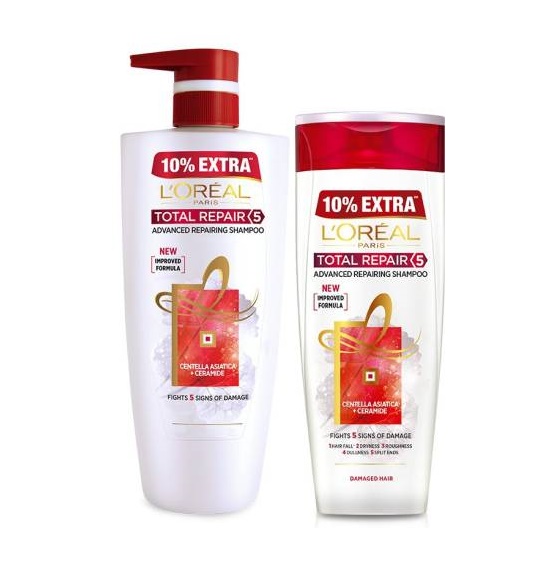 10% EXTRA
L'ORÉAL
PARIS
TOTAL REPAIR 5
ADVANCED REPAIRING SHAMPOO
NEW
IMPROVED
FORMULA
CENTELLA ASIATICA
+ CERAMIDE
FIGHTS 5 SIGNS OF DAMAGE
10% EXTRA
L'ORÉAL
PARIS
TOTAL REPAIR 5
ADVANCED REPAIRING SHAMPOO
NEW
IMPROVED
FORMULA
CENTELLA ASIATICA
+ CERAMIDE
FIGHTS 5 SIGNS OF DAMAGE
1 HAIR FALL 2 DRYNESS 3 ROUGHNESS
4 DULLNESS 5 SPLIT ENDS
DAMAGED HAIR